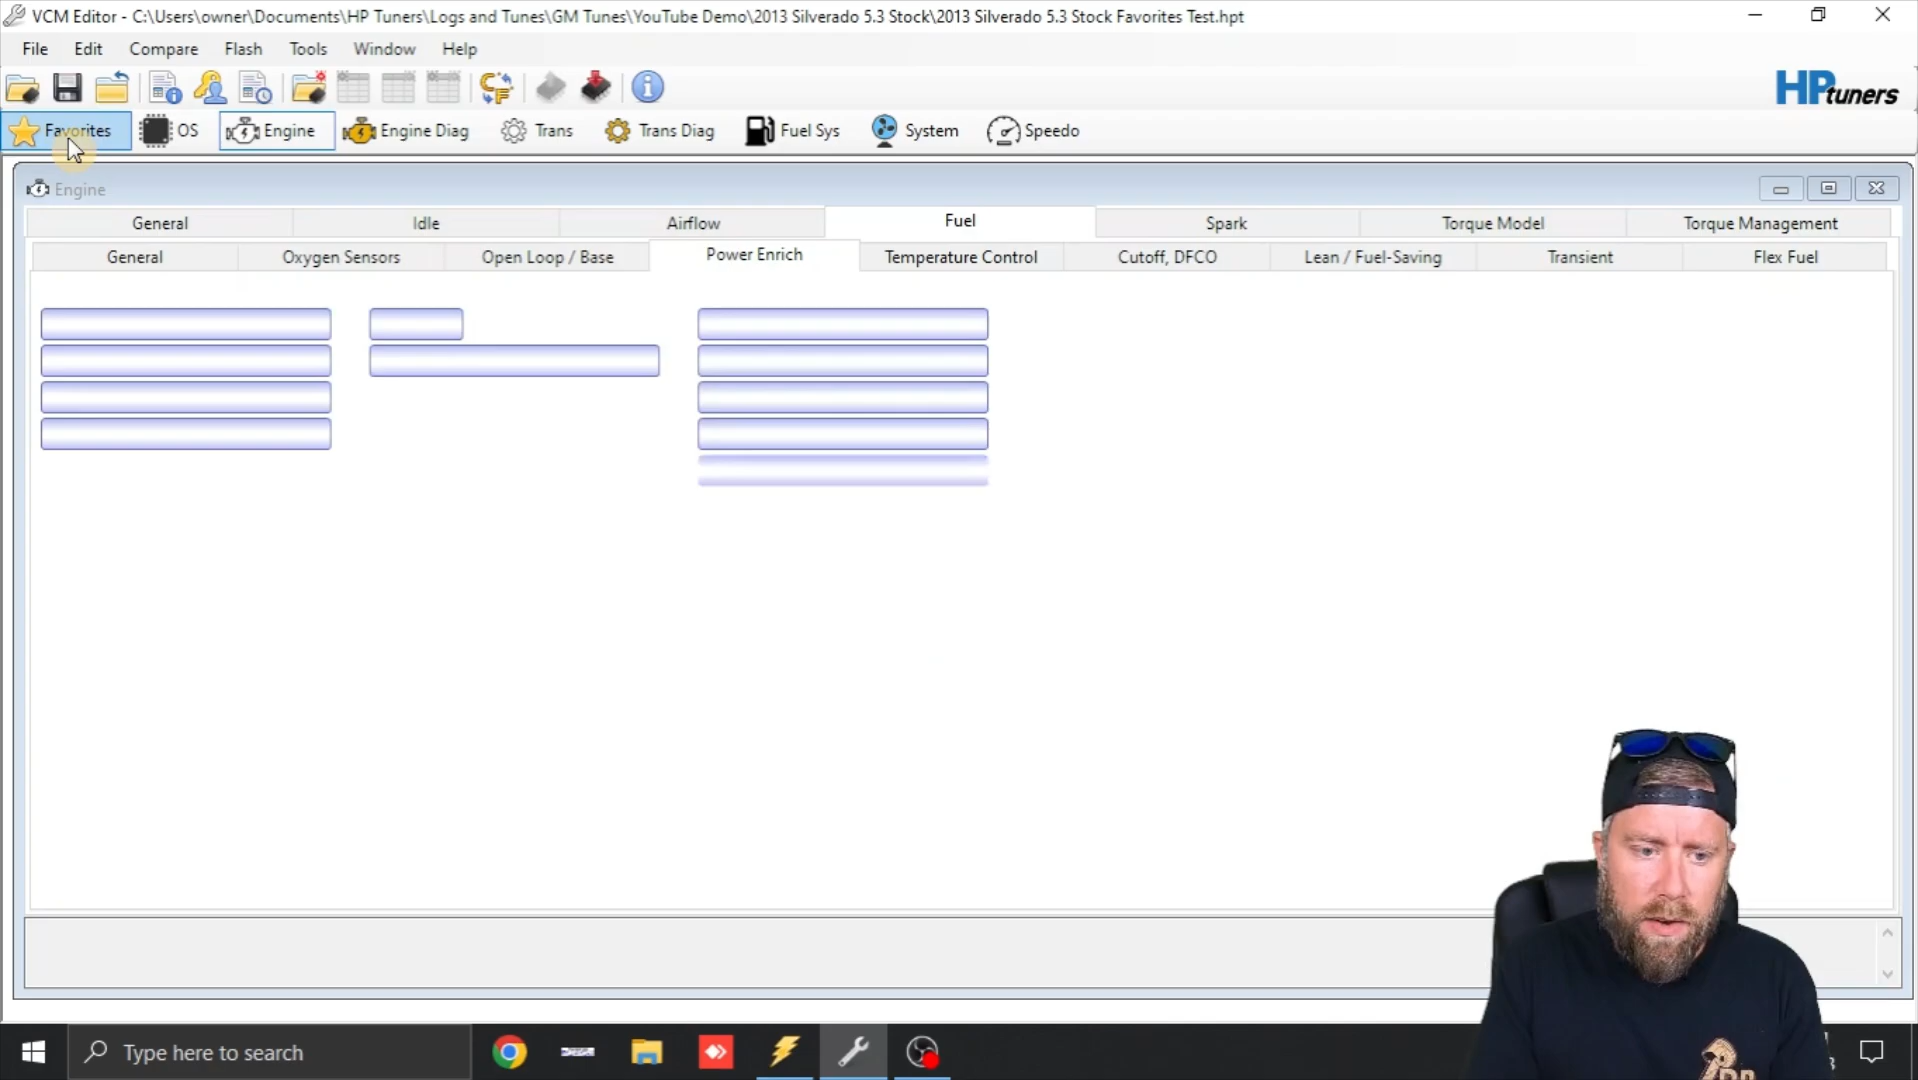 VCM Editor - C:\Users\owner\Documents\HP Tuners\Logs and Tunes\GM Tunes\YouTube Demo\2013 Silverado 5.3 Stock\2013 Silverado 5.3 Stock Favorites Test.hpt
File Edit Compare Flash Tools Window Help
HPtuners
Favorites OS Engine Engine Diag Trans Trans Diag Fuel Sys System Speedo
Engine
General Idle Airflow Fuel Spark Torque Model Torque Management
General Oxygen Sensors Open Loop / Base Power Enrich Temperature Control Cutoff, DFCO Lean / Fuel-Saving Transient Flex Fuel
Type here to search